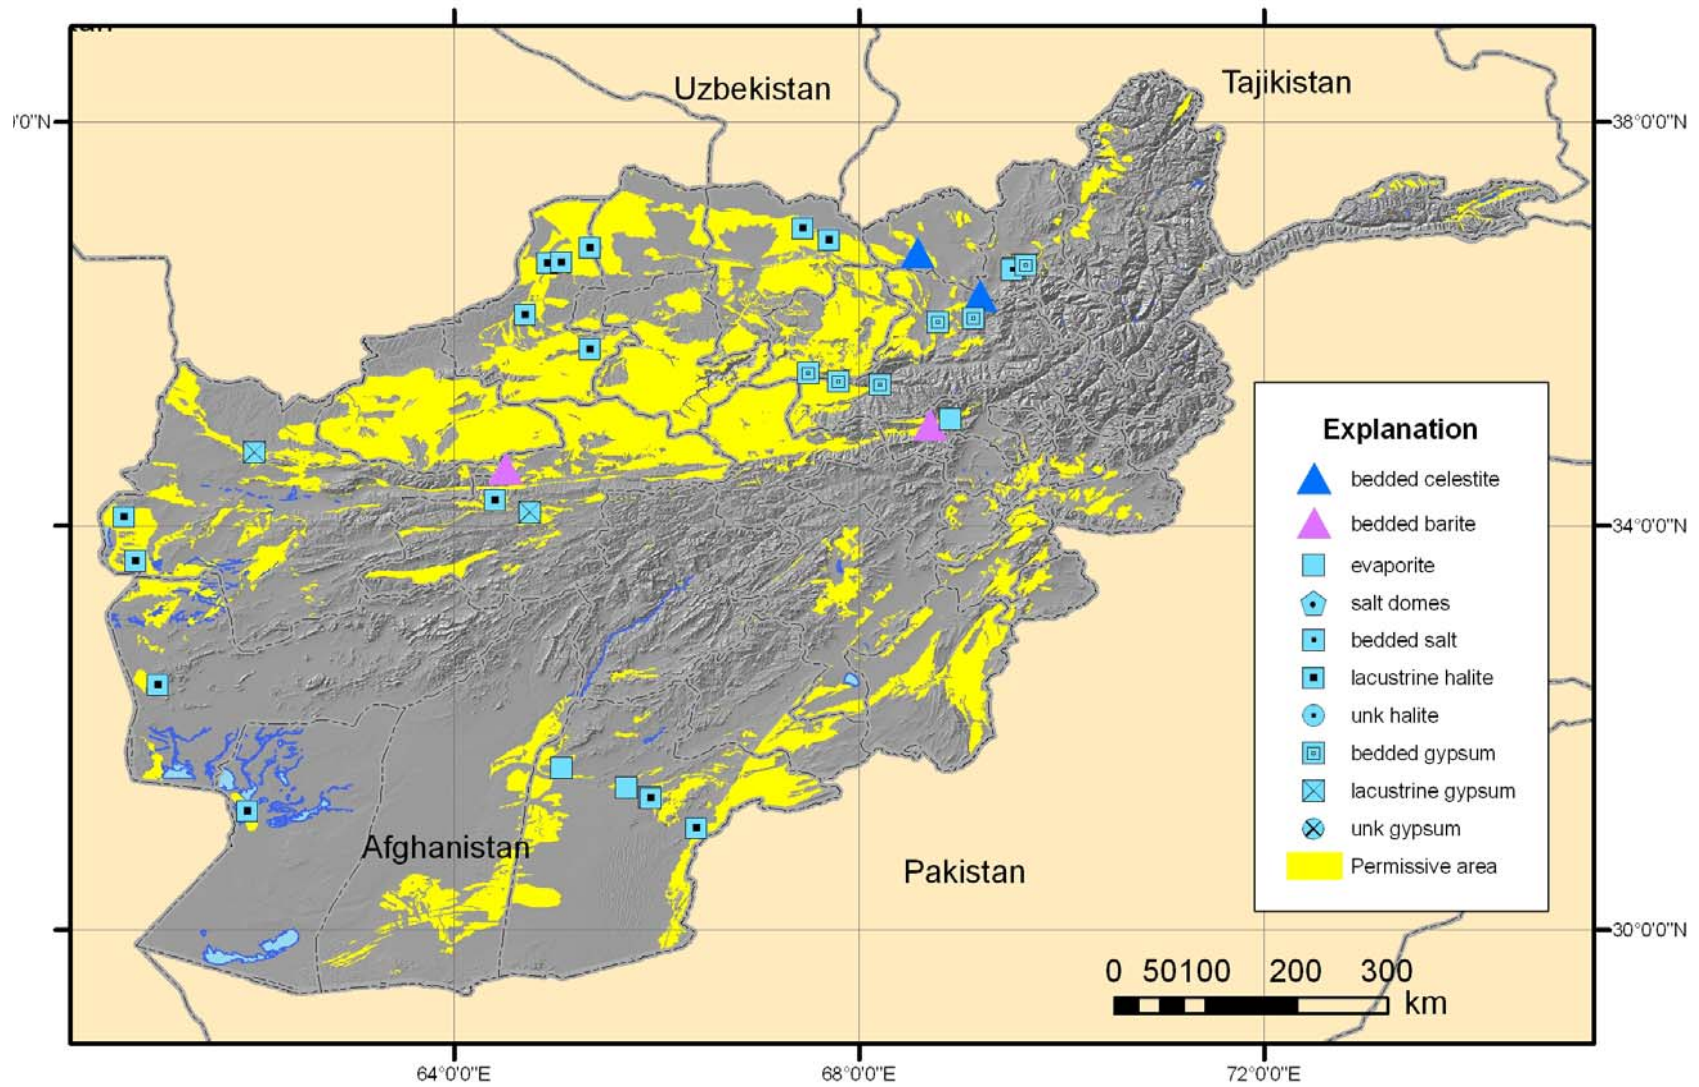 Uzbekistan
Tajikistan
38°0'0"N
Explanation
bedded celestite
bedded barite
34°0'0"N
evaporite
salt domes
bedded salt
lacustrine halite
unk halite
bedded gypsum
lacustrine gypsum
unk gypsum
Afghanistan
Pakistan
Permissive area
30°0'0"N
0 50 100 200 300
km
64°0'0"E 68°0'0"E 72°0'0"E